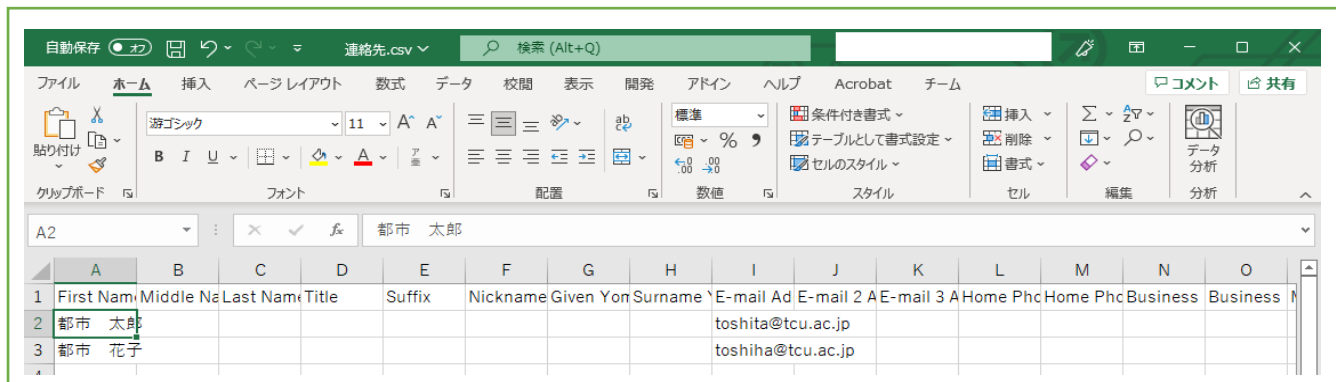 自動保存 オフ 連絡先.csv 検索 (Alt+Q)
ファイル ホーム 挿入 ページ レイアウト 数式 データ 校閲 表示 開発 アドイン ヘルプ Acrobat チーム コメント 共有
貼り付け 游ゴシック 11 A^ A˅ ab 標準 条件付き書式 挿入 Σ データ分析
B I U A ア亜 % 9 テーブルとして書式設定 削除
.00 .00 セルのスタイル 書式
クリップボード フォント 配置 数値 スタイル セル 編集 分析
A2 fx 都市 太郎
A B C D E F G H I J K L M N O
1 First Nam Middle Na Last Name Title Suffix Nickname Given Yom Surname E-mail Ad E-mail 2 A E-mail 3 A Home Pho Home Pho Business Business
2 都市 太郎 toshita@tcu.ac.jp
3 都市 花子 toshiha@tcu.ac.jp